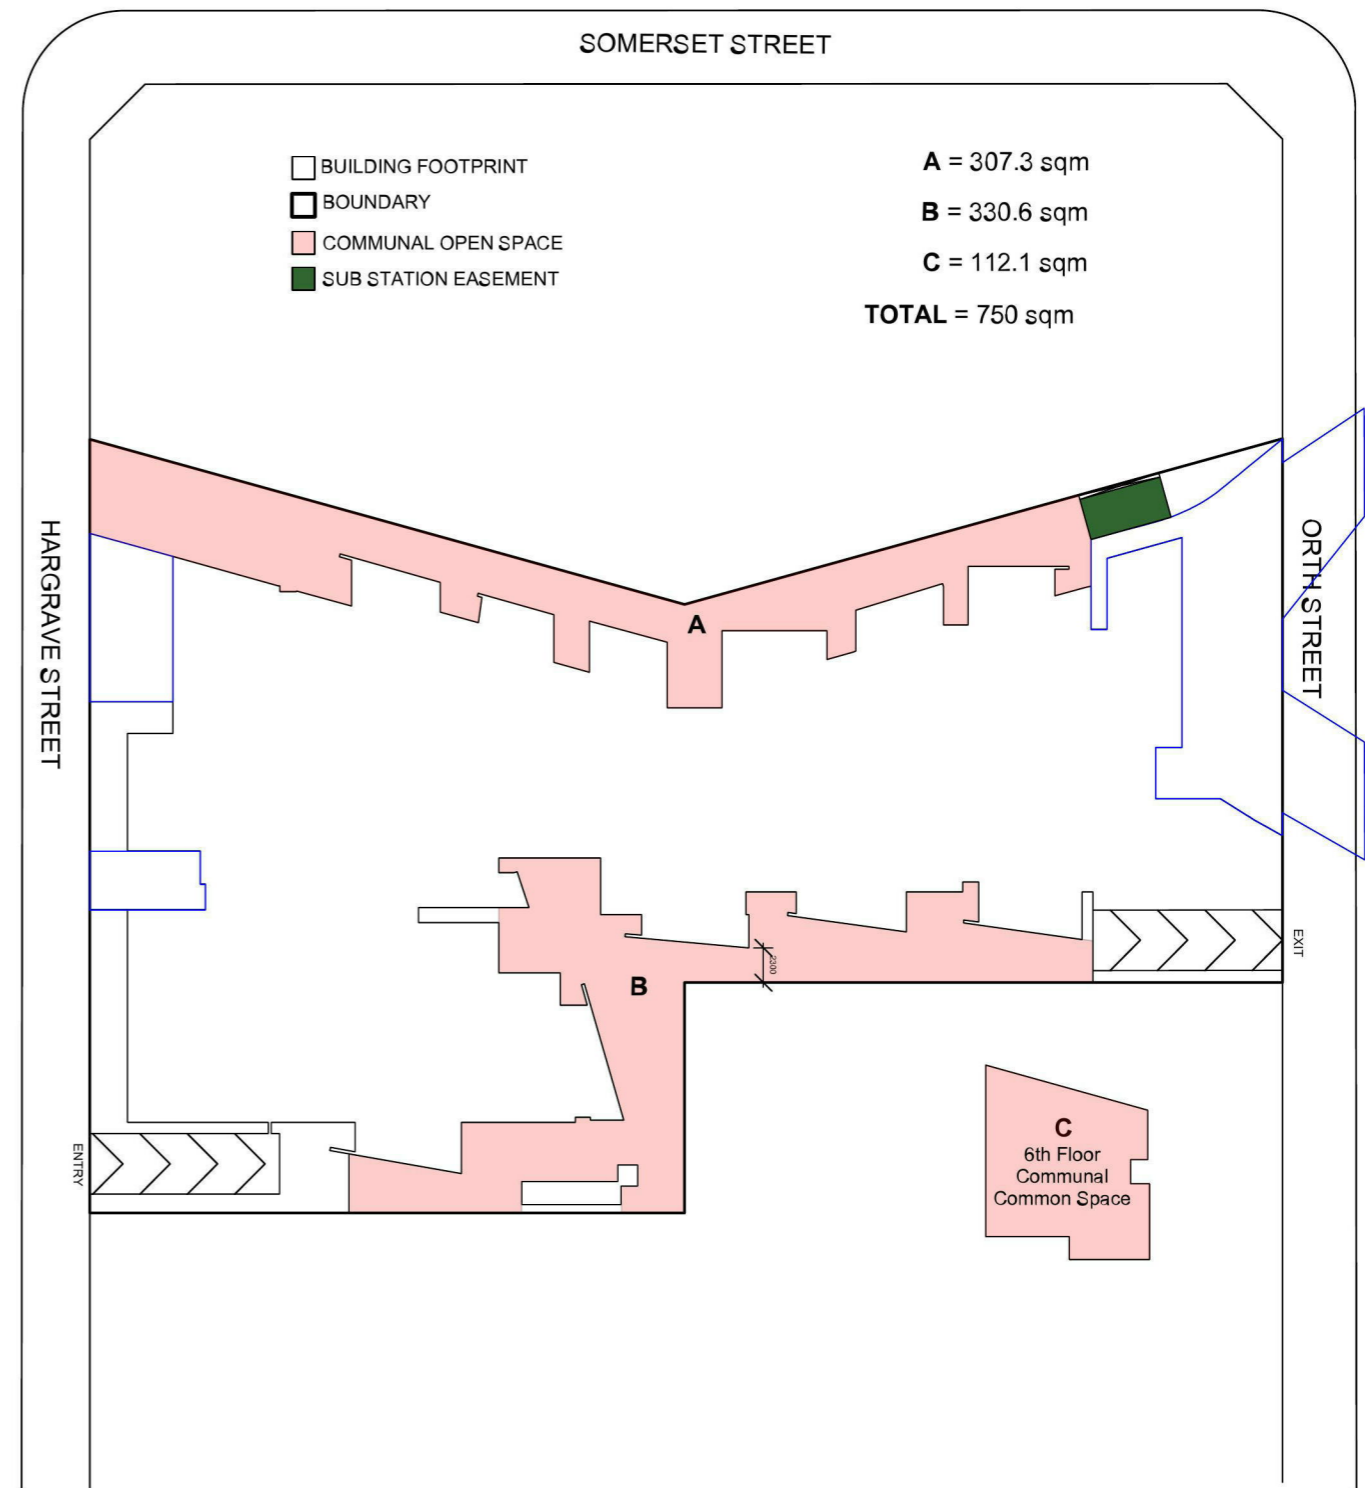 SOMERSET STREET
BUILDING FOOTPRINT
BOUNDARY
COMMUNAL OPEN SPACE
SUB STATION EASEMENT
A = 307.3 sqm
B = 330.6 sqm
C = 112.1 sqm
TOTAL = 750 sqm
HARGRAVE STREET
ORTH STREET
A
B
2300
EXIT
ENTRY
C
6th Floor
Communal
Common Space